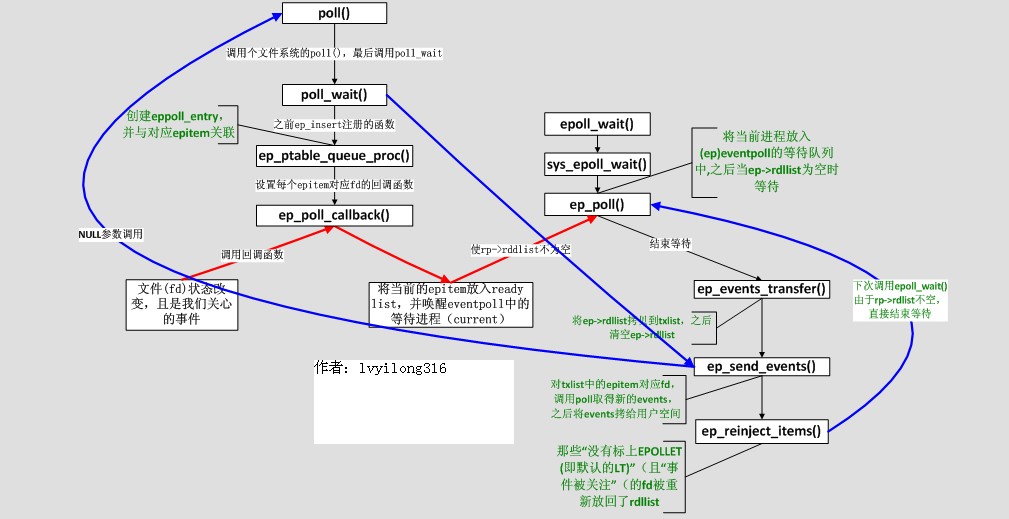 poll()
调用个文件系统的poll(), 最后调用poll_wait
poll_wait()
创建eppoll_entry,
并与对应epitem关联
之前ep_insert注册的函数
ep_ptable_queue_proc()
设置每个epitem对应fd的回调函数
ep_poll_callback()
NULL参数调用
调用回调函数
文件(fd)状态改
变，且是我们关心
的事件
将当前的epitem放入ready
list，并唤醒eventpoll中的
等待进程（current）
使rp->rddlist不为空
epoll_wait()
sys_epoll_wait()
将当前进程放入
(ep)eventpoll的等待队列
中,之后当ep->rdllist为空时
等待
ep_poll()
结束等待
ep_events_transfer()
下次调用epoll_wait()
由于rp->rdlist不空,
直接结束等待
将ep->rdllist拷贝到txlist，之后
清空ep->rdllist
ep_send_events()
对txlist中的epitem对应fd,
调用poll取得新的events,
之后将events拷给用户空间
ep_reinject_items()
那些“没有标上EPOLLET
(即默认的LT)”（且“事
件被关注”（的fd被重
新放回了rdllist
作者：lvyilong316